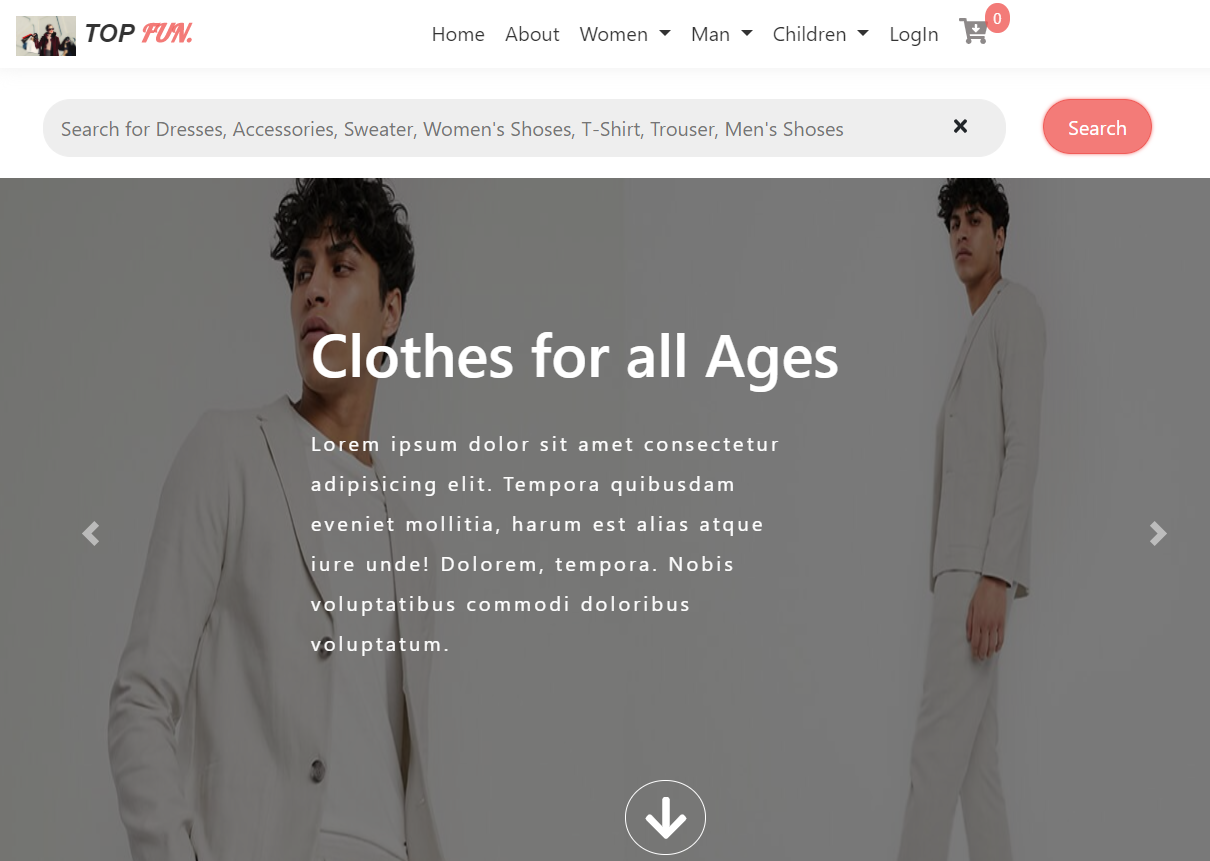 TOP FUN.
Home About Women Man Children LogIn 0
Search for Dresses, Accessories, Sweater, Women's Shoses, T-Shirt, Trouser, Men's Shoses
Search
Clothes for all Ages
Lorem ipsum dolor sit amet consectetur
adipisicing elit. Tempora quibusdam
eveniet mollitia, harum est alias atque
iure unde! Dolorem, tempora. Nobis
voluptatibus commodi doloribus
voluptatum.